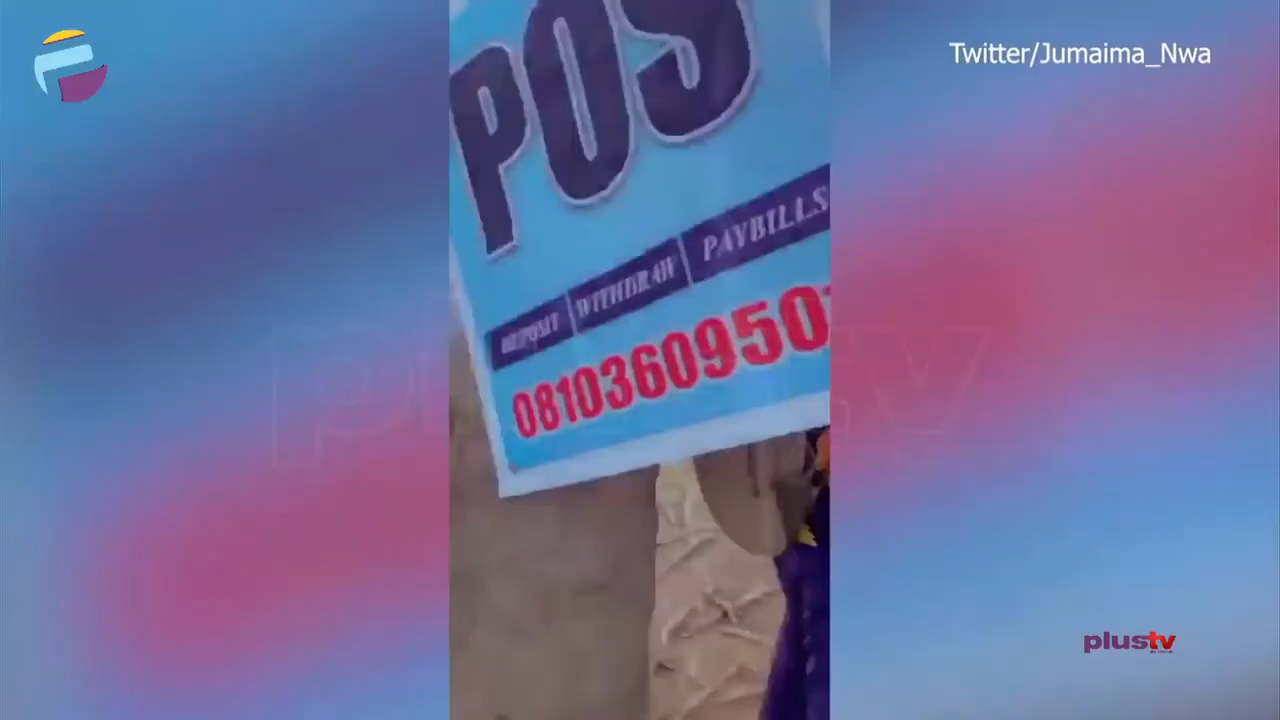 Twitter/Jumaima_Nwa
POS
DEPOSIT WITHDRAW PAYBILLS
0810360950
plustv